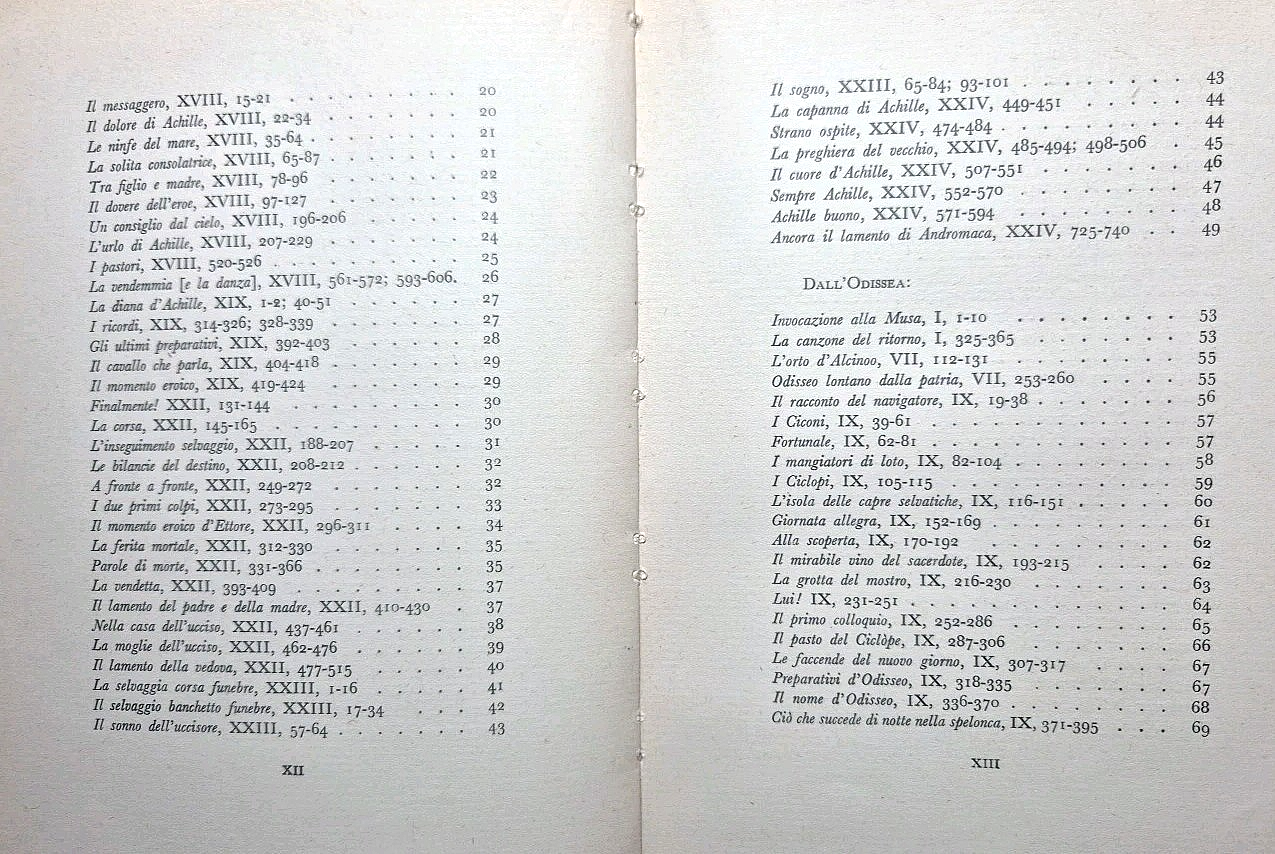 Il messaggero, XVIII, 15-21 . . . . . . . . . 20
Il dolore di Achille, XVIII, 22-34 . . . . . . . 20
Le ninfe del mare, XVIII, 35-64 . . . . . . . . 21
La solita consolatrice, XVIII, 65-87 . . . . . . . 21
Tra figlio e madre, XVIII, 78-96 . . . . . . . 22
Il dovere dell'eroe, XVIII, 97-127 . . . . . . . 23
Un consiglio dal cielo, XVIII, 196-206 . . . . . 24
L'urlo di Achille, XVIII, 207-229 . . . . . . . 24
I pastori, XVIII, 520-526 . . . . . . . . . 25
La vendemmia [e la danza], XVIII, 561-572; 593-606. 26
La diana d'Achille, XIX, 1-2; 40-51 . . . . . . 27
I ricordi, XIX, 314-326; 328-339 . . . . . . . 27
Gli ultimi preparativi, XIX, 392-403 . . . . . . 28
Il cavallo che parla, XIX, 404-418 . . . . . . . 29
Il momento eroico, XIX, 419-424 . . . . . . . 29
Finalmente! XXII, 131-144 . . . . . . . . . 30
La corsa, XXII, 145-165 . . . . . . . . . . 30
L'inseguimento selvaggio, XXII, 188-207 . . . . . 31
Le bilancie del destino, XXII, 208-212 . . . . . . 32
A fronte a fronte, XXII, 249-272 . . . . . . . 32
I due primi colpi, XXII, 273-295 . . . . . . . 33
Il momento eroico d'Ettore, XXII, 296-311 . . . . 34
La ferita mortale, XXII, 312-330 . . . . . . . 35
Parole di morte, XXII, 331-366 . . . . . . . . 35
La vendetta, XXII, 393-409 . . . . . . . . . 37
Il lamento del padre e della madre, XXII, 410-430 . 37
Nella casa dell'ucciso, XXII, 437-461 . . . . . . 38
La moglie dell'ucciso, XXII, 462-476 . . . . . . 39
Il lamento della vedova, XXII, 477-515 . . . . . 40
La selvaggia corsa funebre, XXIII, 1-16 . . . . . 41
Il selvaggio banchetto funebre, XXIII, 17-34 . . . 42
Il sonno dell'uccisore, XXIII, 57-64 . . . . . . . 43
XII
Il sogno, XXIII, 65-84; 93-101 . . . . . . . . 43
La capanna di Achille, XXIV, 449-451 . . . . . 44
Strano ospite, XXIV, 474-484 . . . . . . . . . 44
La preghiera del vecchio, XXIV, 485-494; 498-506 . 45
Il cuore d'Achille, XXIV, 507-551 . . . . . . . 46
Sempre Achille, XXIV, 552-570 . . . . . . . . 47
Achille buono, XXIV, 571-594 . . . . . . . . 48
Ancora il lamento di Andromaca, XXIV, 725-740 . . 49
DALL'ODISSEA:
Invocazione alla Musa, I, 1-10 . . . . . . . . 53
La canzone del ritorno, I, 325-365 . . . . . . . 53
L'orto d'Alcinoo, VII, 112-131 . . . . . . . . 55
Odisseo lontano dalla patria, VII, 253-260 . . . . 55
Il racconto del navigatore, IX, 19-38 . . . . . . 56
I Ciconi, IX, 39-61 . . . . . . . . . . . . 57
Fortunale, IX, 62-81 . . . . . . . . . . . . 57
I mangiatori di loto, IX, 82-104 . . . . . . . . 58
I Ciclopi, IX, 105-115 . . . . . . . . . . . 59
L'isola delle capre selvatiche, IX, 116-151 . . . . . 60
Giornata allegra, IX, 152-169 . . . . . . . . . 61
Alla scoperta, IX, 170-192 . . . . . . . . . 62
Il mirabile vino del sacerdote, IX, 193-215 . . . . 62
La grotta del mostro, IX, 216-230 . . . . . . . 63
Lui! IX, 231-251 . . . . . . . . . . . . . 64
Il primo colloquio, IX, 252-286 . . . . . . . . 65
Il pasto del Ciclòpe, IX, 287-306 . . . . . . . 66
Le faccende del nuovo giorno, IX, 307-317 . . . . 67
Preparativi d'Odisseo, IX, 318-335 . . . . . . . 67
Il nome d'Odisseo, IX, 336-370 . . . . . . . . 68
Ciò che succede di notte nella spelonca, IX, 371-395 . . . 69
XIII